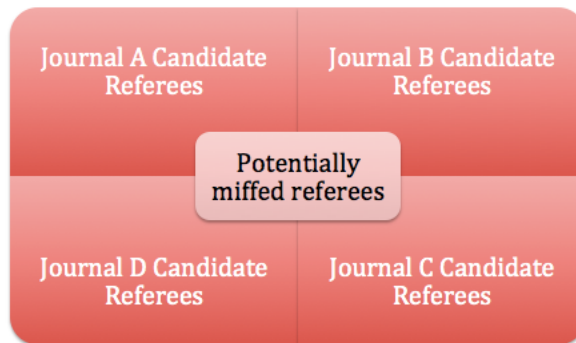 Journal A Candidate
Referees
Journal B Candidate
Referees
Potentially
miffed referees
Journal D Candidate
Referees
Journal C Candidate
Referees